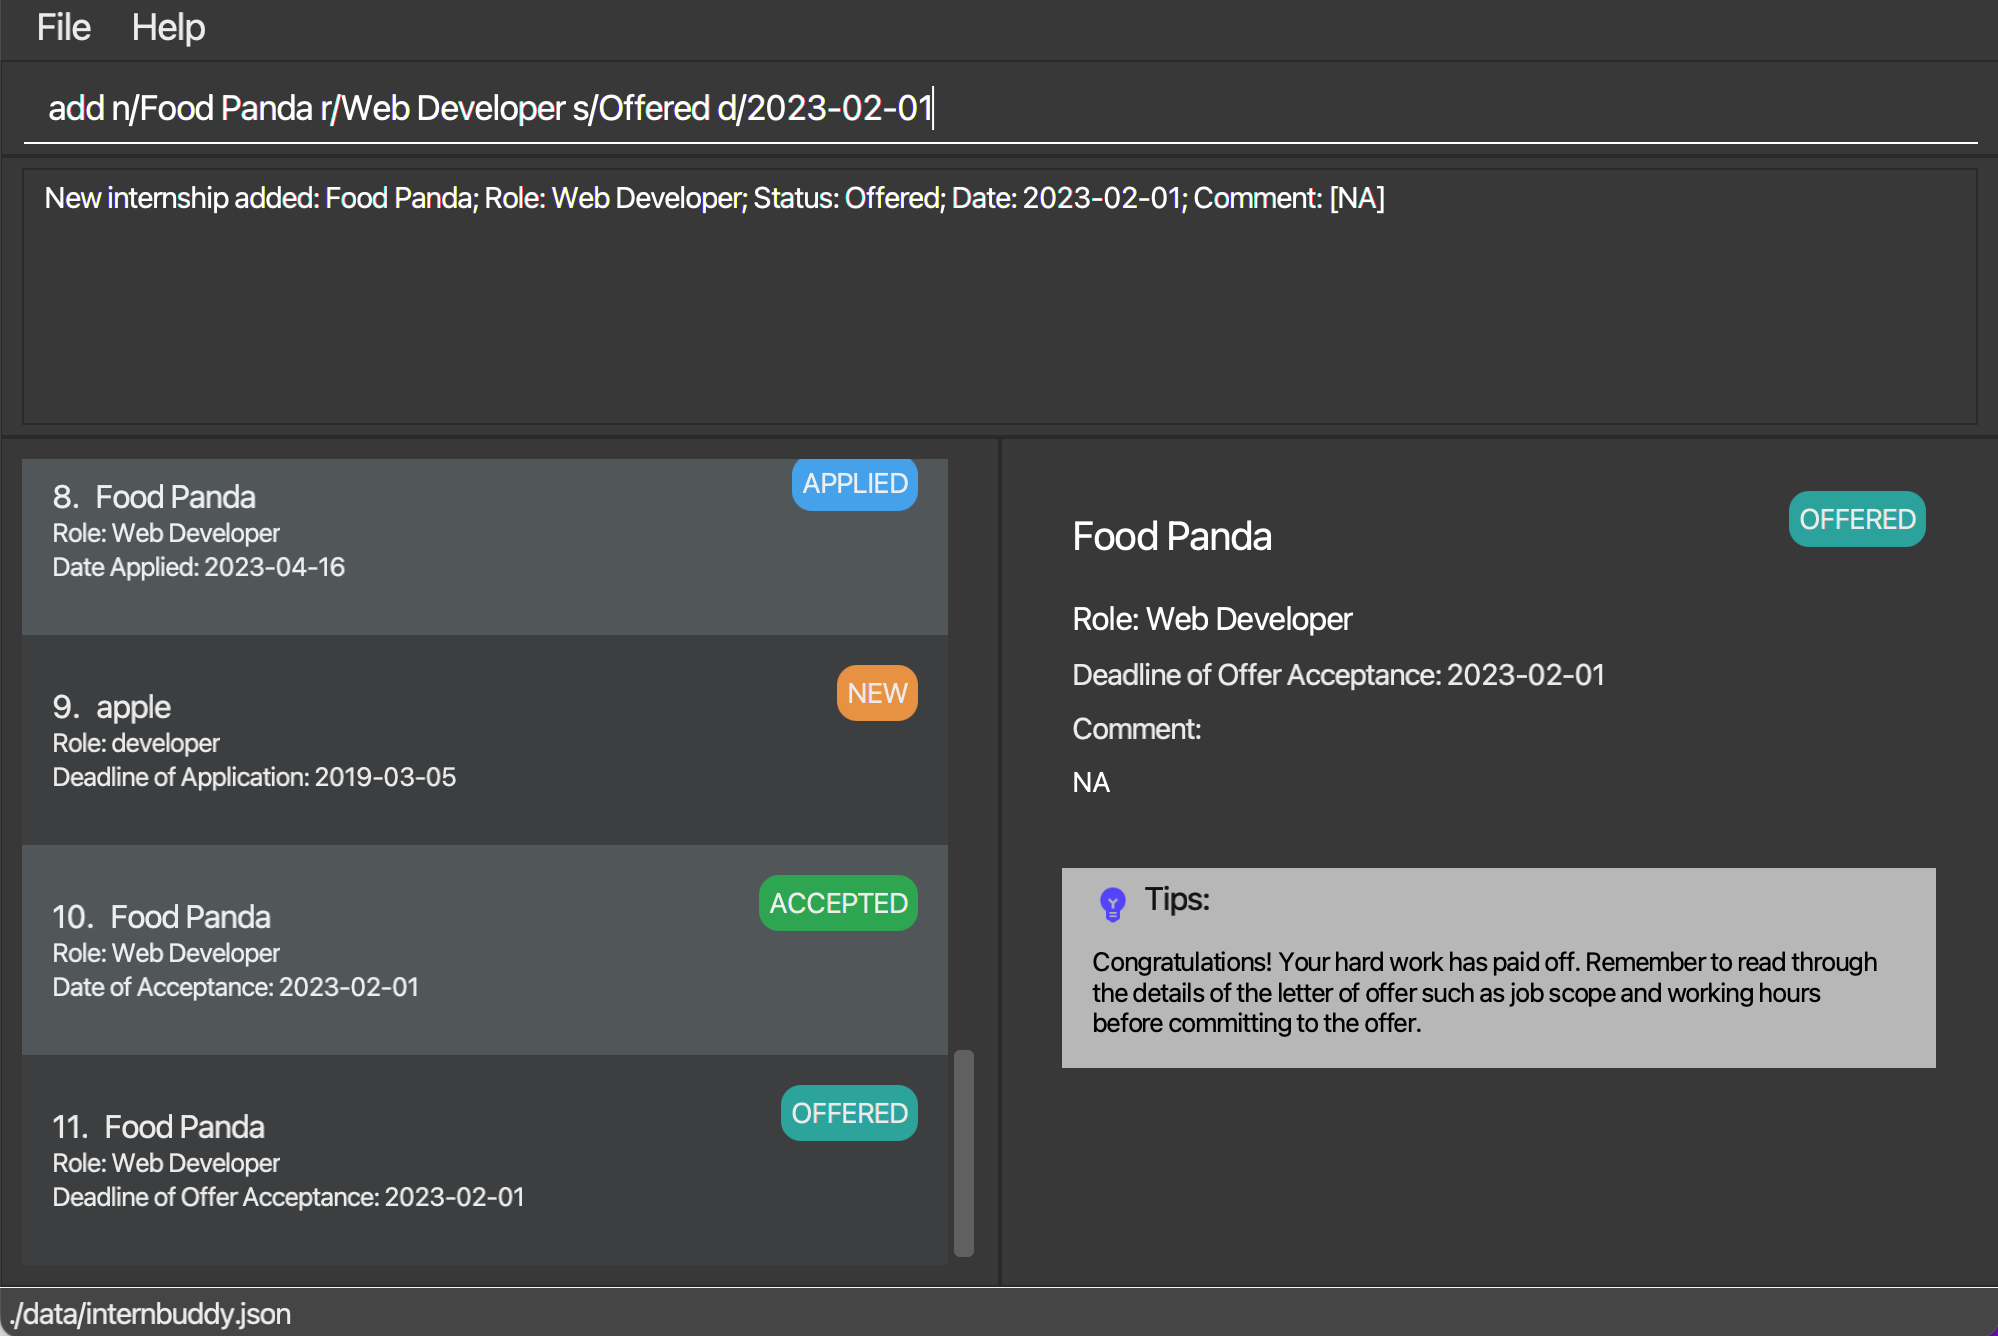 File Help
add n/Food Panda r/Web Developer s/Offered d/2023-02-01
New internship added: Food Panda; Role: Web Developer; Status: Offered; Date: 2023-02-01; Comment: [NA]
8. Food Panda
APPLIED
Role: Web Developer
Date Applied: 2023-04-16
9. apple
NEW
Role: developer
Deadline of Application: 2019-03-05
10. Food Panda
ACCEPTED
Role: Web Developer
Date of Acceptance: 2023-02-01
11. Food Panda
OFFERED
Role: Web Developer
Deadline of Offer Acceptance: 2023-02-01
Food Panda
OFFERED
Role: Web Developer
Deadline of Offer Acceptance: 2023-02-01
Comment:
NA
Tips:
Congratulations! Your hard work has paid off. Remember to read through
the details of the letter of offer such as job scope and working hours
before committing to the offer.
./data/internbuddy.json